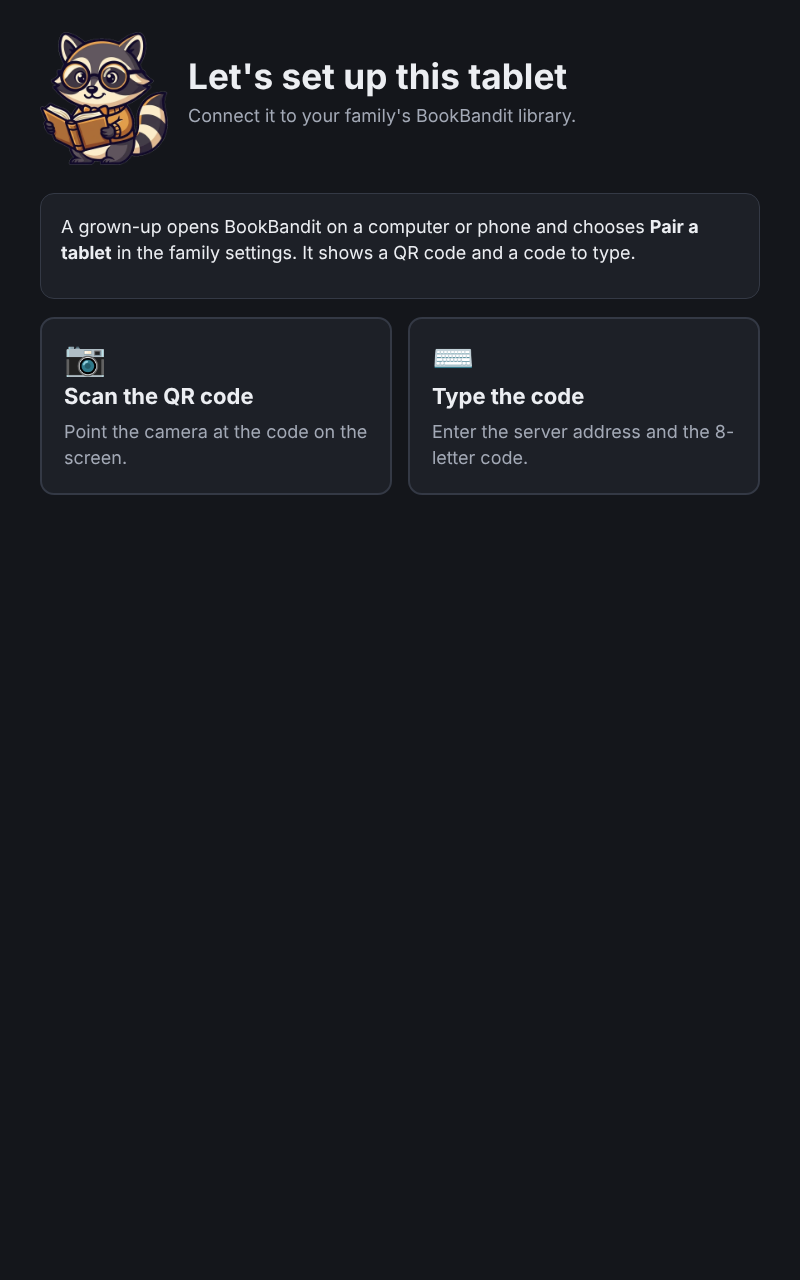 Let's set up this tablet
Connect it to your family's BookBandit library.
A grown-up opens BookBandit on a computer or phone and chooses Pair a
tablet in the family settings. It shows a QR code and a code to type.
Scan the QR code
Point the camera at the code on the
screen.
Type the code
Enter the server address and the 8-
letter code.